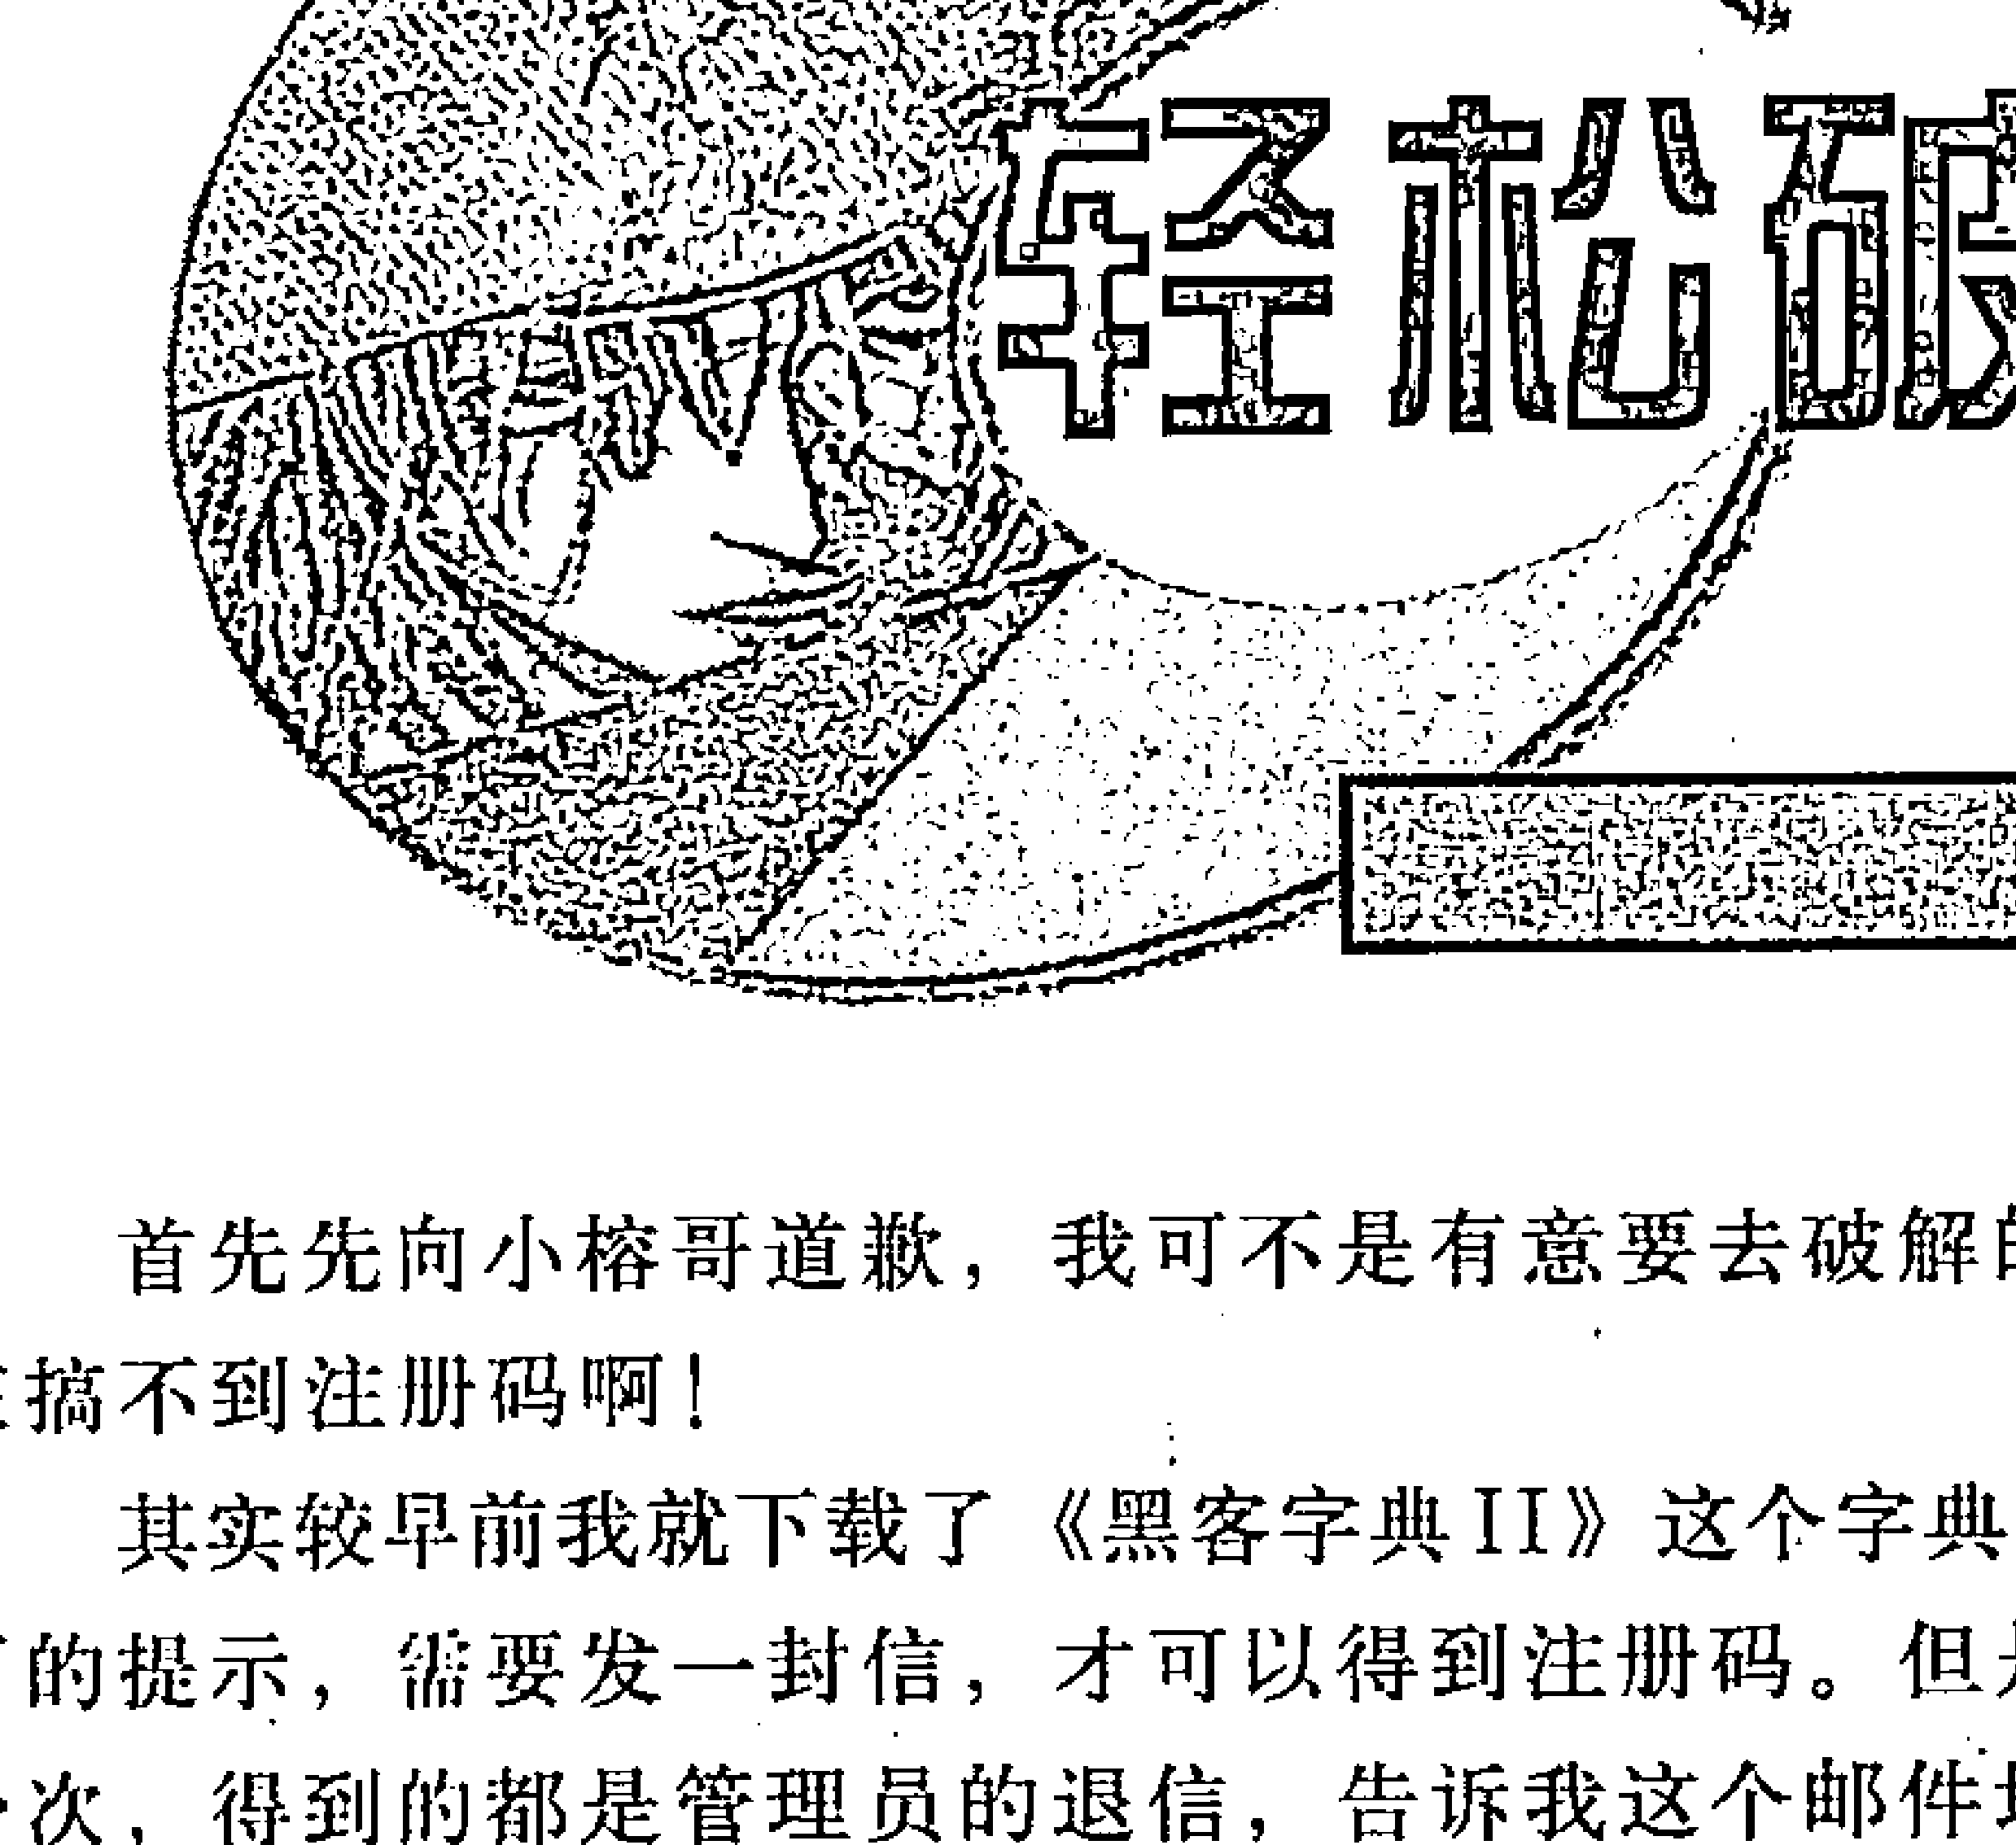 轻松破
首先先向小榕哥道歉，我可不是有意要去破解的
搞不到注册码啊！
其实较早前我就下载了《黑客字典II》这个字典
的提示，需要发一封信，才可以得到注册码。但是
次，得到的都是管理员的退信，告诉我这个邮件地